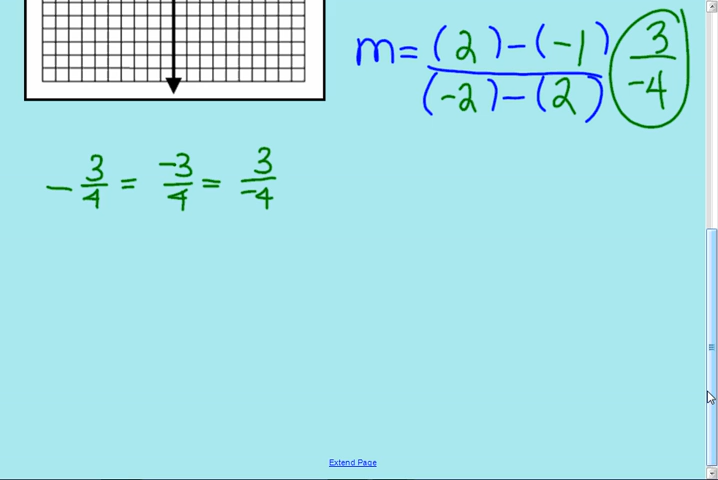 m = ((2) - (-1))/((-2) - (2)) 3/-4
- 3/4 = -3/4 = 3/-4
Extend Page